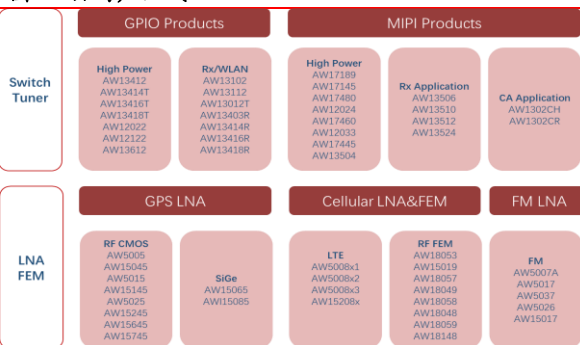 GPIO Products
MIPI Products
Switch
Tuner
High Power
AW13412
AW13414T
AW13416T
AW13418T
AW12022
AW12122
AW13612
Rx/WLAN
AW13102
AW13112
AW13012T
AW13403R
AW13414R
AW13416R
AW13418R
High Power
AW17189
AW17145
AW17480
AW12024
AW17460
AW12033
AW17445
AW13504
Rx Application
AW13506
AW13510
AW13512
AW13524
CA Application
AW1302CH
AW1302CR
GPS LNA
Cellular LNA&FEM
FM LNA
LNA
FEM
RF CMOS
AW5005
AW15045
AW5015
AW15145
AW5025
AW15245
AW15645
AW15745
SiGe
AW15065
AWI15085
LTE
AW5008x1
AW5008x2
AW5008x3
AW15208x
RF FEM
AW18053
AW15019
AW18057
AW18049
AW18058
AW18048
AW18059
AW18148
FM
AW5007A
AW5017
AW5037
AW5026
AW15017